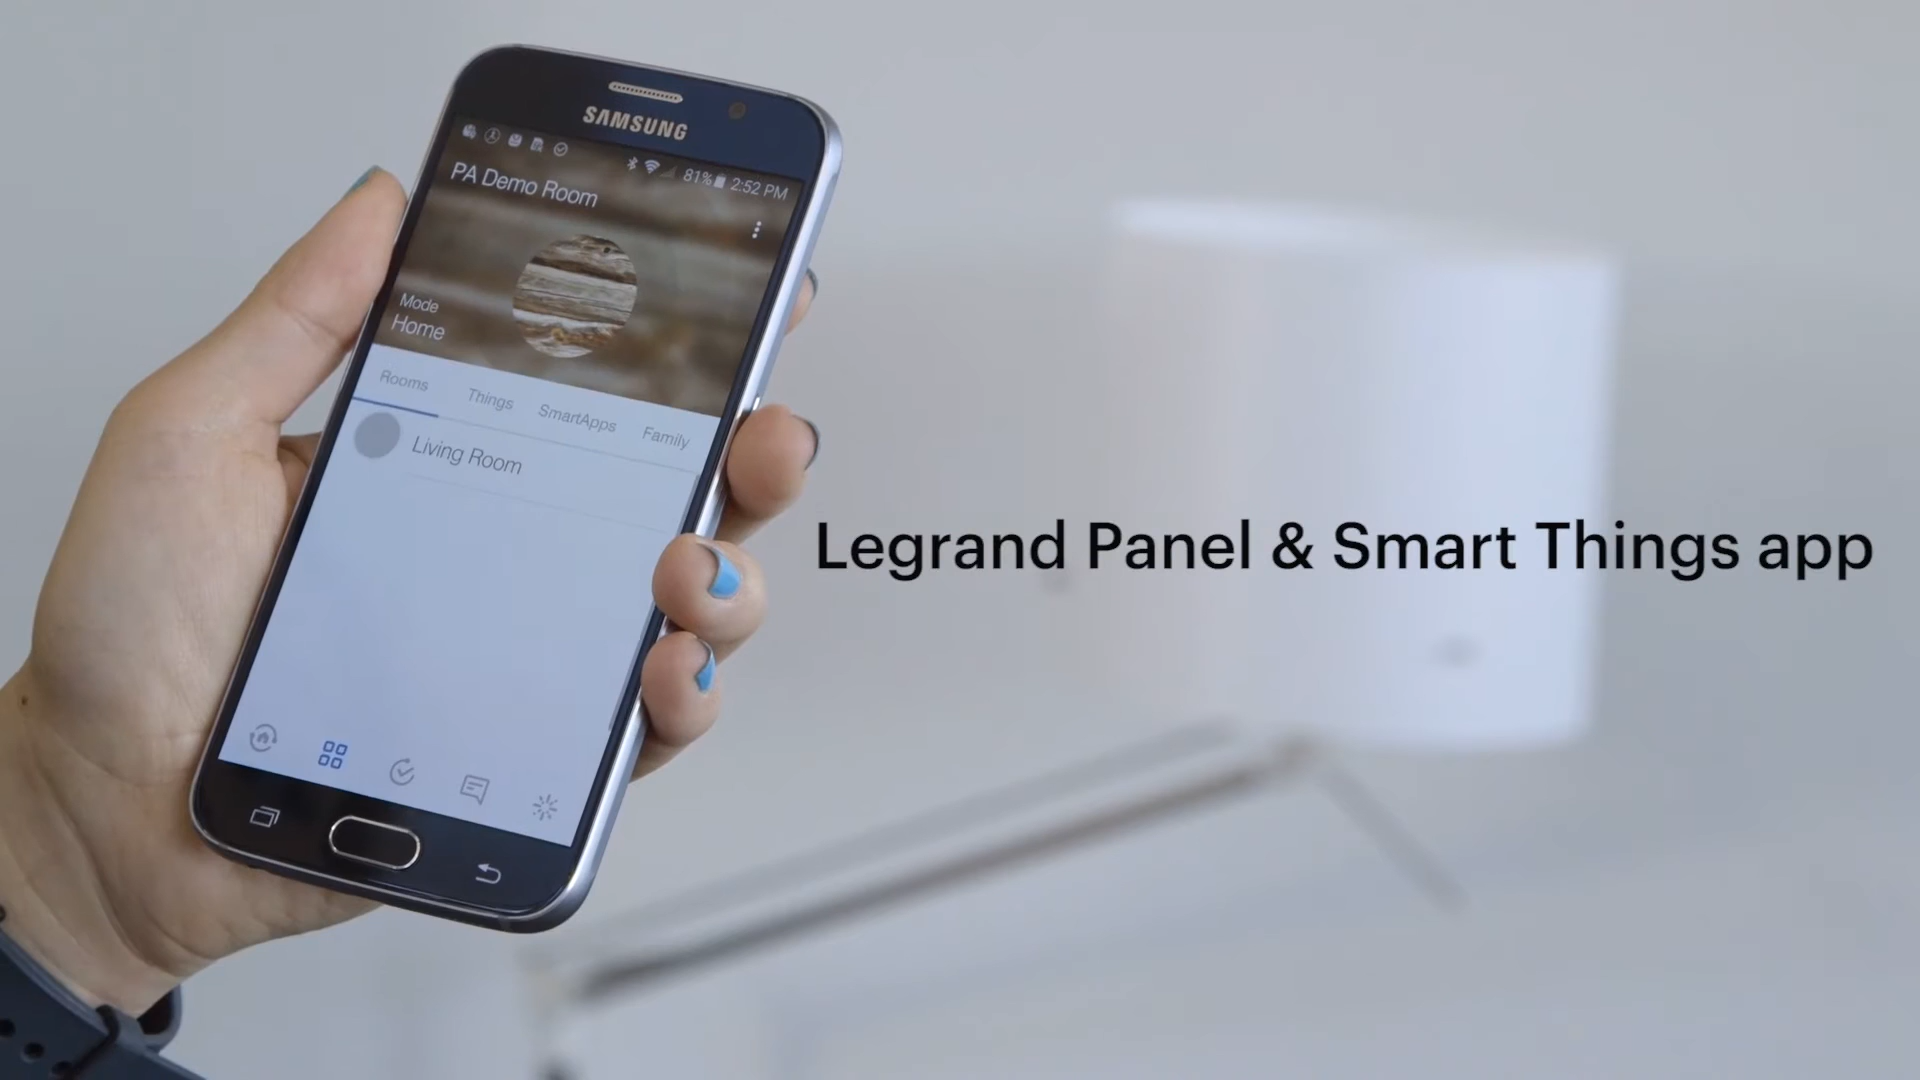 SAMSUNG
81% 2:52 PM
PA Demo Room
Mode
Home
Rooms Things SmartApps Family
Living Room
Legrand Panel & Smart Things app